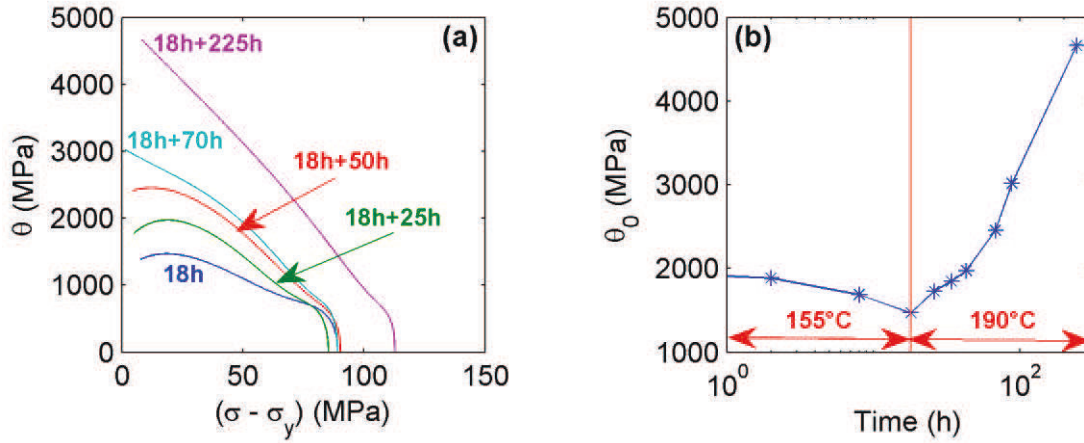 (a)
5000
4000
3000
2000
1000
0
θ (MPa)
18h+225h
18h+70h
18h+50h
18h+25h
18h
0 50 100 150
(σ - σy) (MPa)
(b)
5000
4000
3000
2000
1000
θ0 (MPa)
155°C
190°C
10^0 10^2
Time (h)